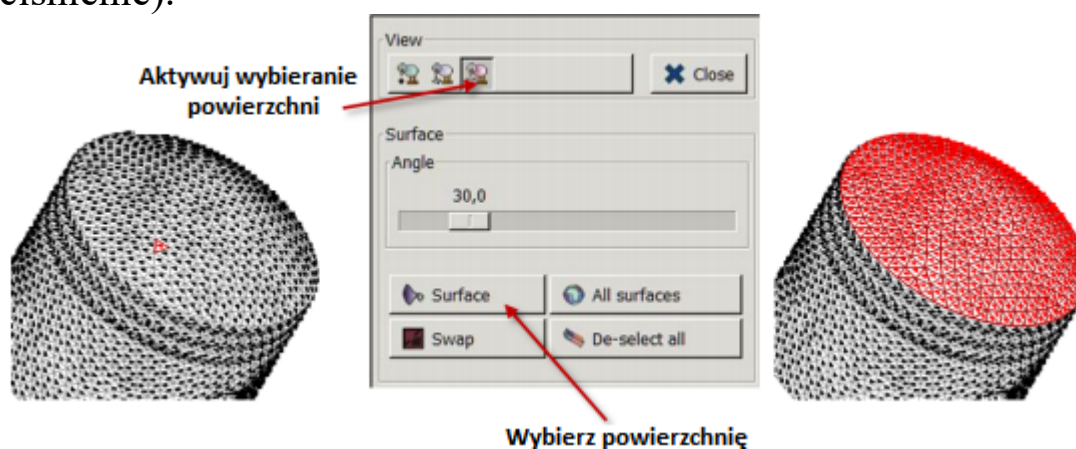 View
Aktywuj wybieranie
powierzchni
Close
Surface
Angle
30,0
Surface
All surfaces
Swap
De-select all
Wybierz powierzchnię